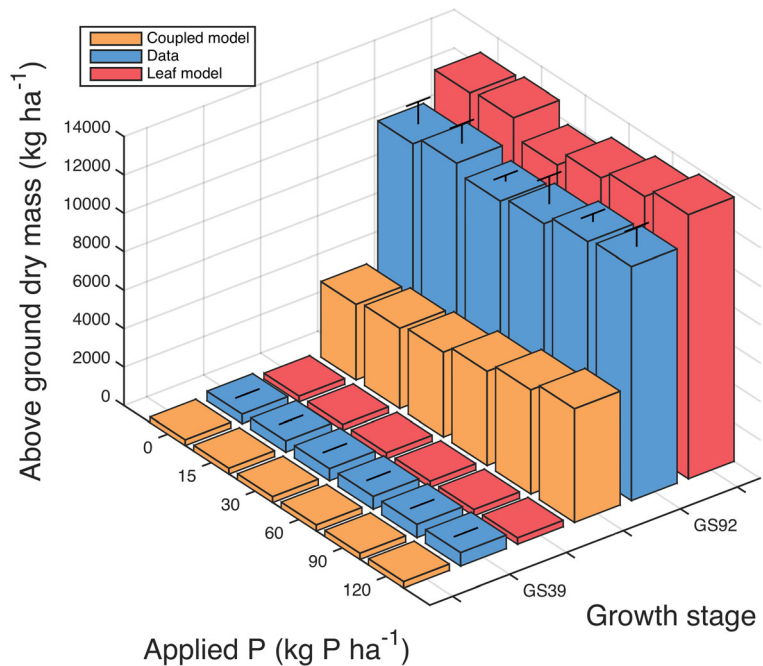 Coupled model
Data
Leaf model
Above ground dry mass (kg ha⁻¹)
14000
12000
10000
8000
6000
4000
2000
0
0
15
30
60
90
120
Applied P (kg P ha⁻¹)
GS39
GS92
Growth stage